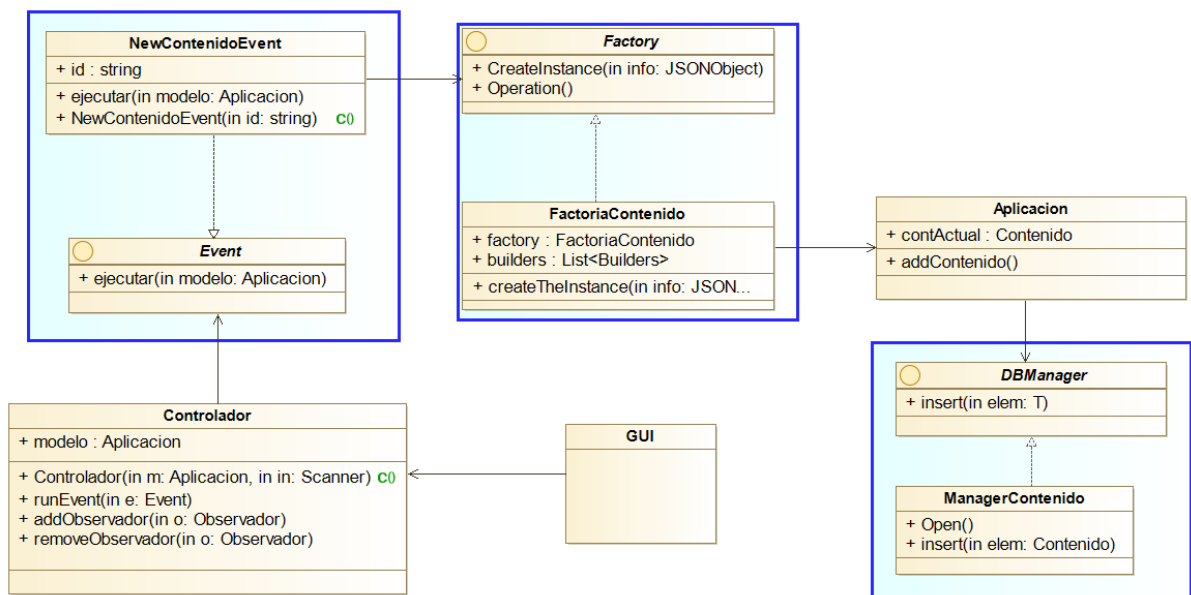 NewContenidoEvent
+ id : string
+ ejecutar(in modelo: Aplicacion)
+ NewContenidoEvent(in id: string) C()
Event
+ ejecutar(in modelo: Aplicacion)
Factory
+ CreateInstance(in info: JSONObject)
+ Operation()
FactoriaContenido
+ factory : FactoriaContenido
+ builders : List<Builders>
+ createTheInstance(in info: JSON...
Aplicacion
+ contActual : Contenido
+ addContenido()
DBManager
+ insert(in elem: T)
ManagerContenido
+ Open()
+ insert(in elem: Contenido)
Controlador
+ modelo : Aplicacion
+ Controlador(in m: Aplicacion, in in: Scanner) C()
+ runEvent(in e: Event)
+ addObservador(in o: Observador)
+ removeObservador(in o: Observador)
GUI